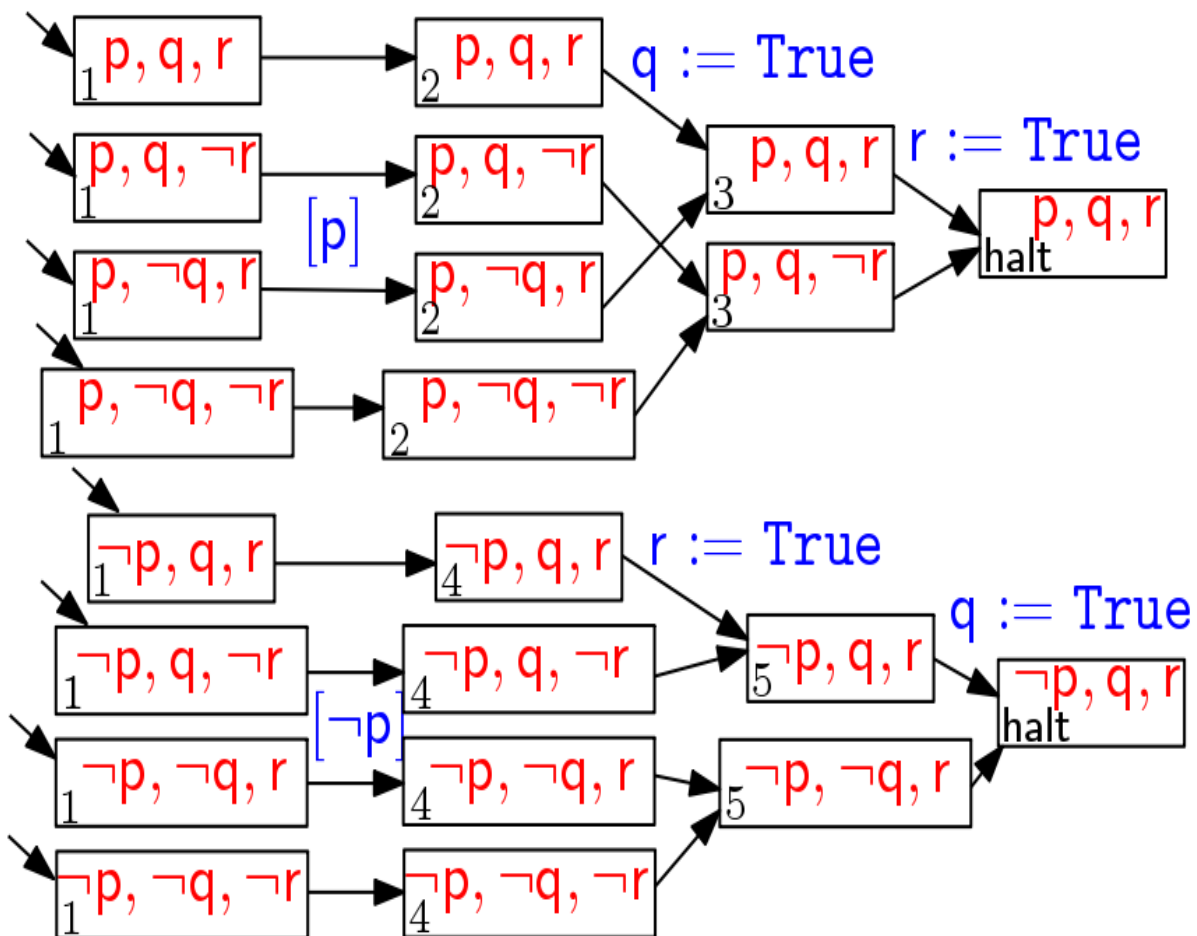 p, q, r
1
p, q, r
2
q := True
p, q, ¬r
1
p, q, ¬r
2
p, q, r
3
r := True
[p]
p, ¬q, r
1
p, ¬q, r
2
p, q, ¬r
3
p, q, r
halt
p, ¬q, ¬r
1
p, ¬q, ¬r
2
¬p, q, r
1
¬p, q, r
4
r := True
¬p, q, ¬r
1
¬p, q, ¬r
4
¬p, q, r
5
q := True
[¬p]
¬p, q, r
halt
¬p, ¬q, r
1
¬p, ¬q, r
4
¬p, ¬q, r
5
¬p, ¬q, ¬r
1
¬p, ¬q, ¬r
4